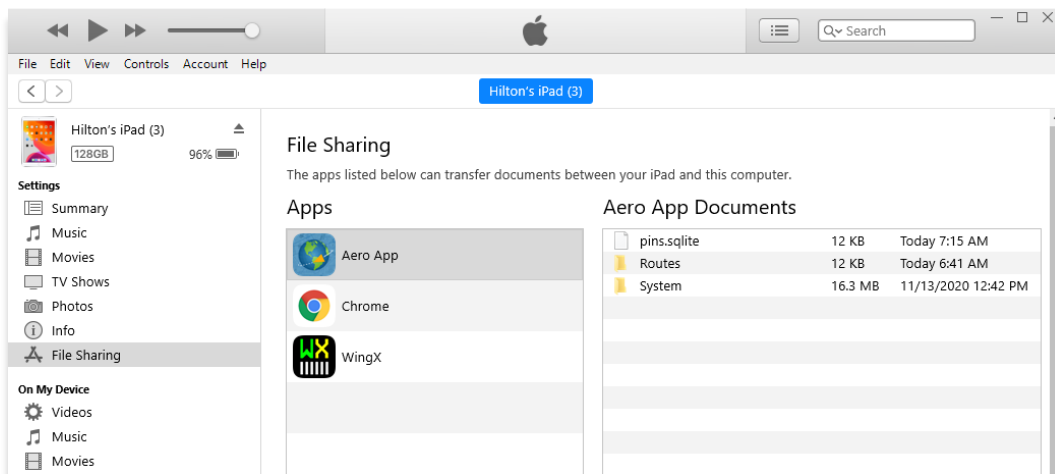 Search
File Edit View Controls Account Help
Hilton's iPad (3)
Hilton's iPad (3)
128GB 96%
Settings
Summary
Music
Movies
TV Shows
Photos
Info
File Sharing
On My Device
Videos
Music
Movies
File Sharing
The apps listed below can transfer documents between your iPad and this computer.
Apps
Aero App
Chrome
WX WingX
Aero App Documents
pins.sqlite 12 KB Today 7:15 AM
Routes 12 KB Today 6:41 AM
System 16.3 MB 11/13/2020 12:42 PM